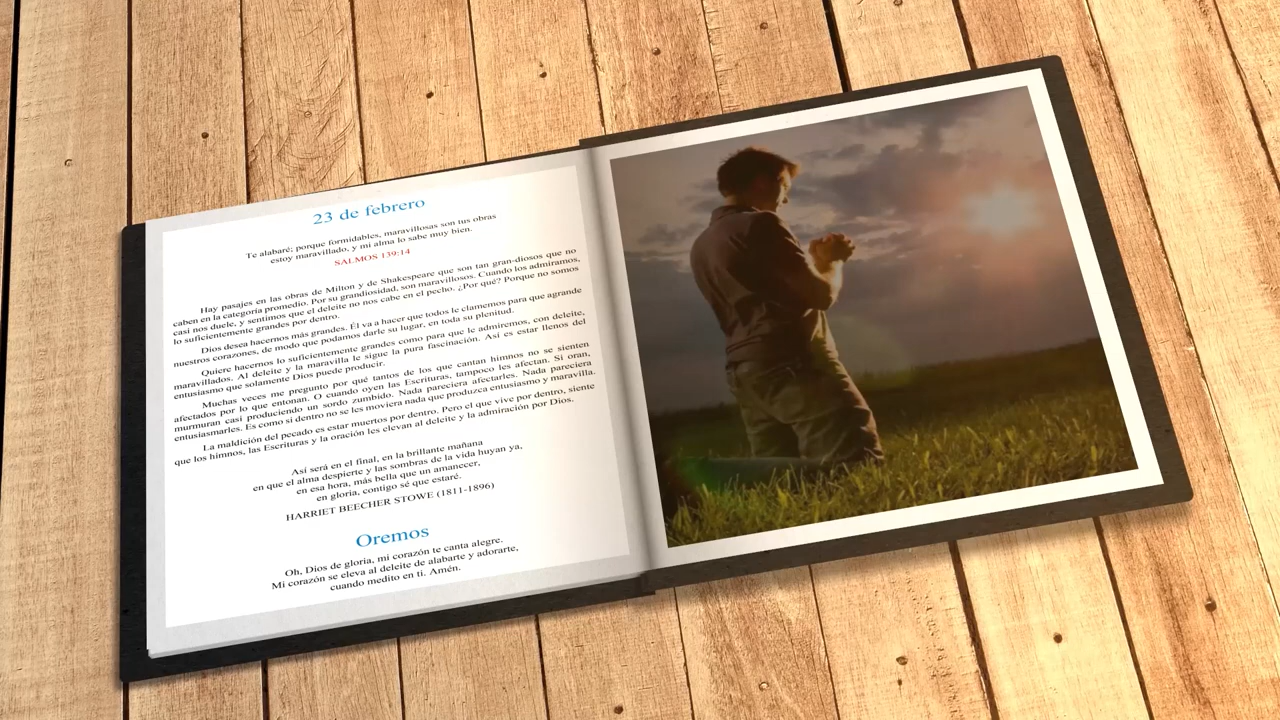 23 de febrero
Te alabaré; porque formidables, maravillosas son tus obras
estoy maravillado, y mi alma lo sabe muy bien.
SALMOS 139:14
Hay pasajes en las obras de Milton y de Shakespeare que son tan gran-diosos que no
caben en la categoría promedio. Por su grandiosidad, son maravillosos. Cuando los admiramos,
casi nos duele, y sentimos que el deleite no nos cabe en el pecho. ¿Por qué? Porque no somos
lo suficientemente grandes por dentro.
Dios desea hacernos más grandes. Él va a hacer que todos le clamemos para que agrande
nuestros corazones, de modo que podamos darle su lugar, en toda su plenitud.
Quiere hacernos lo suficientemente grandes como para que le admiremos, con deleite,
maravillados. Al deleite y la maravilla le sigue la pura fascinación. Así es estar llenos del
entusiasmo que solamente Dios puede producir.
Muchas veces me pregunto por qué tantos de los que cantan himnos no se sienten
afectados por lo que entonan. O cuando oyen las Escrituras, tampoco les afectan. Si oran,
murmuran casi produciendo un sordo zumbido. Nada pareciera afectarles. Nada pareciera
entusiasmarles. Es como si dentro no se les moviera nada que produzca entusiasmo y maravilla.
La maldición del pecado es estar muertos por dentro. Pero el que vive por dentro, siente
que los himnos, las Escrituras y la oración les elevan al deleite y la admiración por Dios.
Así será en el final, en la brillante mañana
en que el alma despierte y las sombras de la vida huyan ya,
en esa hora, más bella que un amanecer,
en gloria, contigo sé que estaré.
HARRIET BEECHER STOWE (1811-1896)
Oremos
Oh, Dios de gloria, mi corazón te canta alegre.
Mi corazón se eleva al deleite de alabarte y adorarte,
cuando medito en ti. Amén.